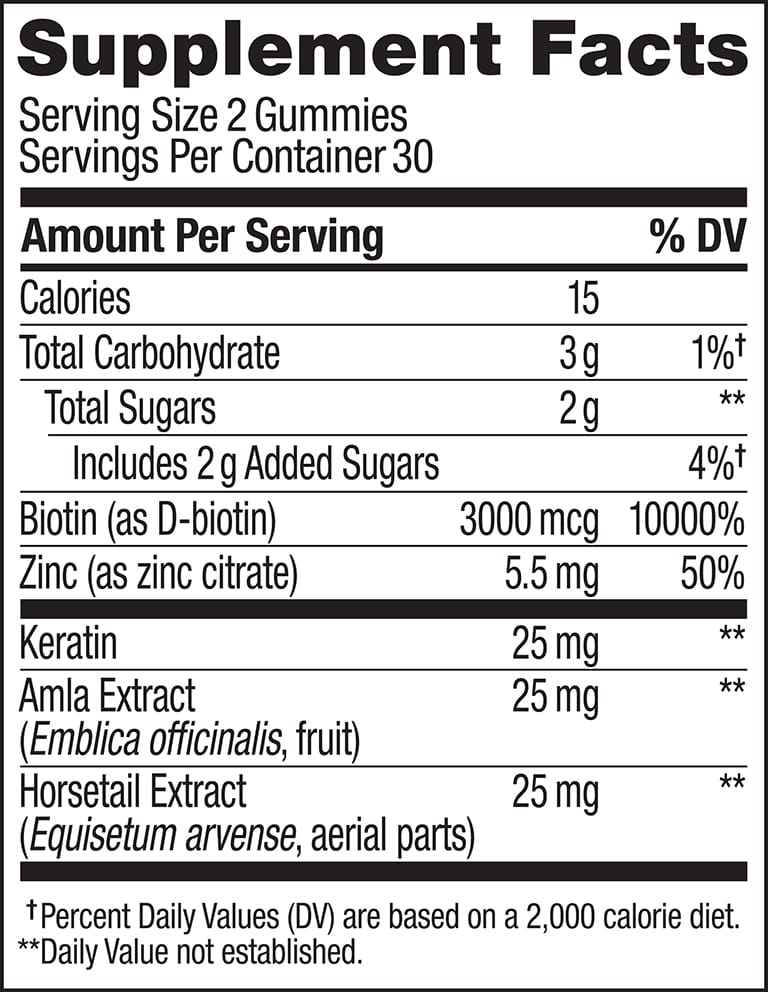 Supplement Facts
Serving Size 2 Gummies
Servings Per Container 30
Amount Per Serving % DV
Calories 15
Total Carbohydrate 3 g 1%†
Total Sugars 2 g **
Includes 2 g Added Sugars 4%†
Biotin (as D-biotin) 3000 mcg 10000%
Zinc (as zinc citrate) 5.5 mg 50%
Keratin 25 mg **
Amla Extract 25 mg **
(Emblica officinalis, fruit)
Horsetail Extract 25 mg **
(Equisetum arvense, aerial parts)
†Percent Daily Values (DV) are based on a 2,000 calorie diet.
**Daily Value not established.